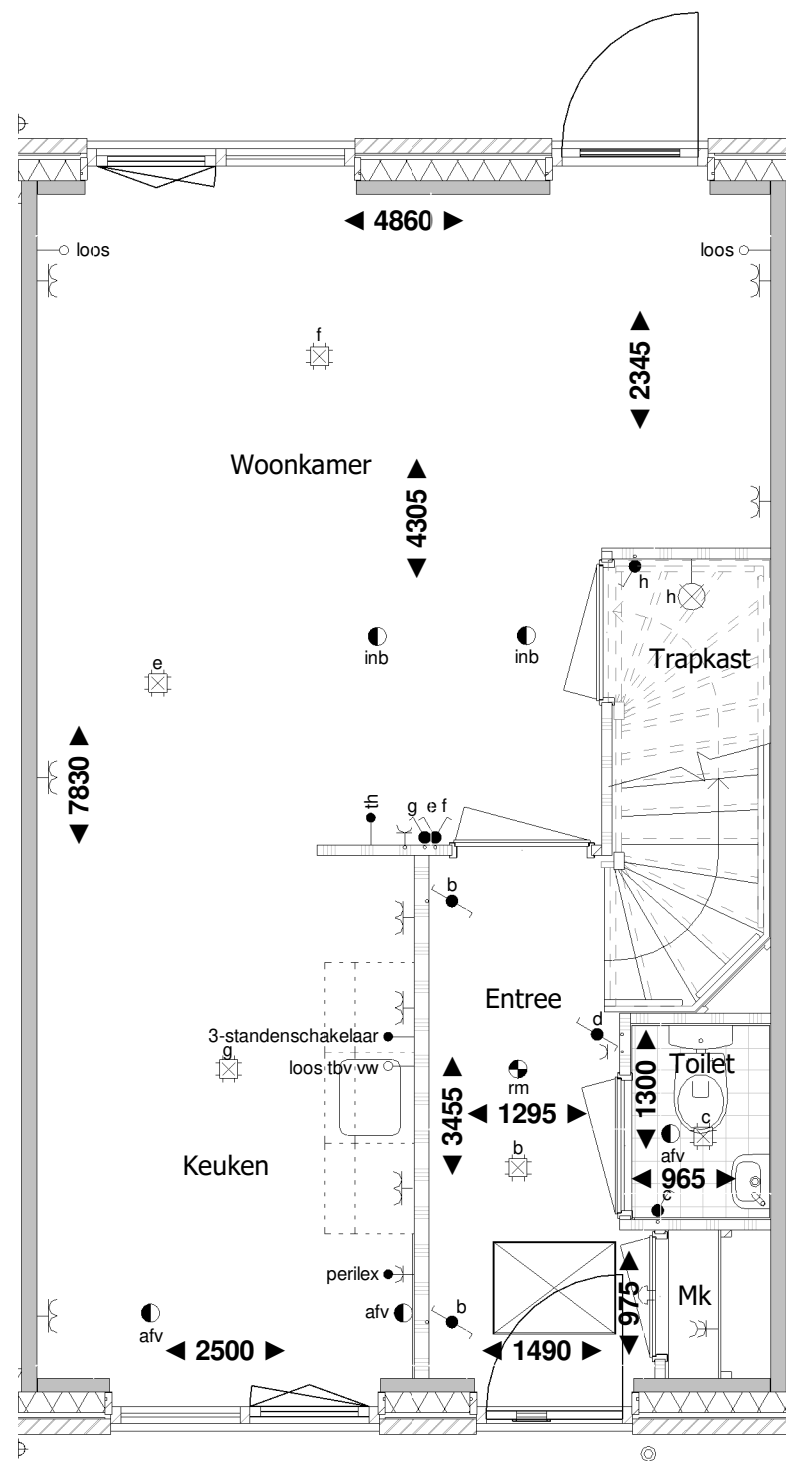 4860
loos
loos
f
2345
Woonkamer
4305
h
h
inb
inb
Trapkast
e
7830
th
g
e
f
b
Entree
d
3-standenschakelaar
g
loos tbv vw
rm
3455
1295
1300
Toilet
c
afv
965
c
Keuken
b
perilex
975
Mk
afv
afv
b
2500
1490